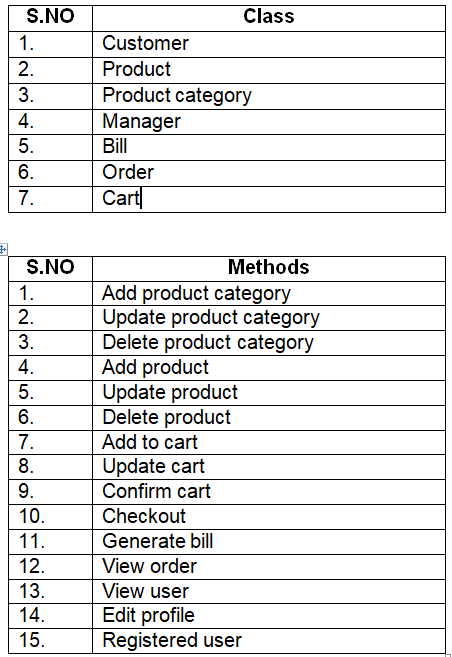 S.NO Class
1. Customer
2. Product
3. Product category
4. Manager
5. Bill
6. Order
7. Cart
S.NO Methods
1. Add product category
2. Update product category
3. Delete product category
4. Add product
5. Update product
6. Delete product
7. Add to cart
8. Update cart
9. Confirm cart
10. Checkout
11. Generate bill
12. View order
13. View user
14. Edit profile
15. Registered user